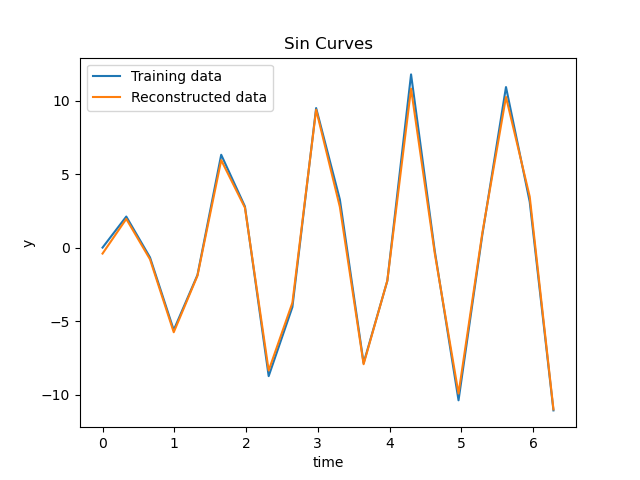 Sin Curves
Training data
Reconstructed data
y
10
5
0
−5
−10
0 1 2 3 4 5 6
time